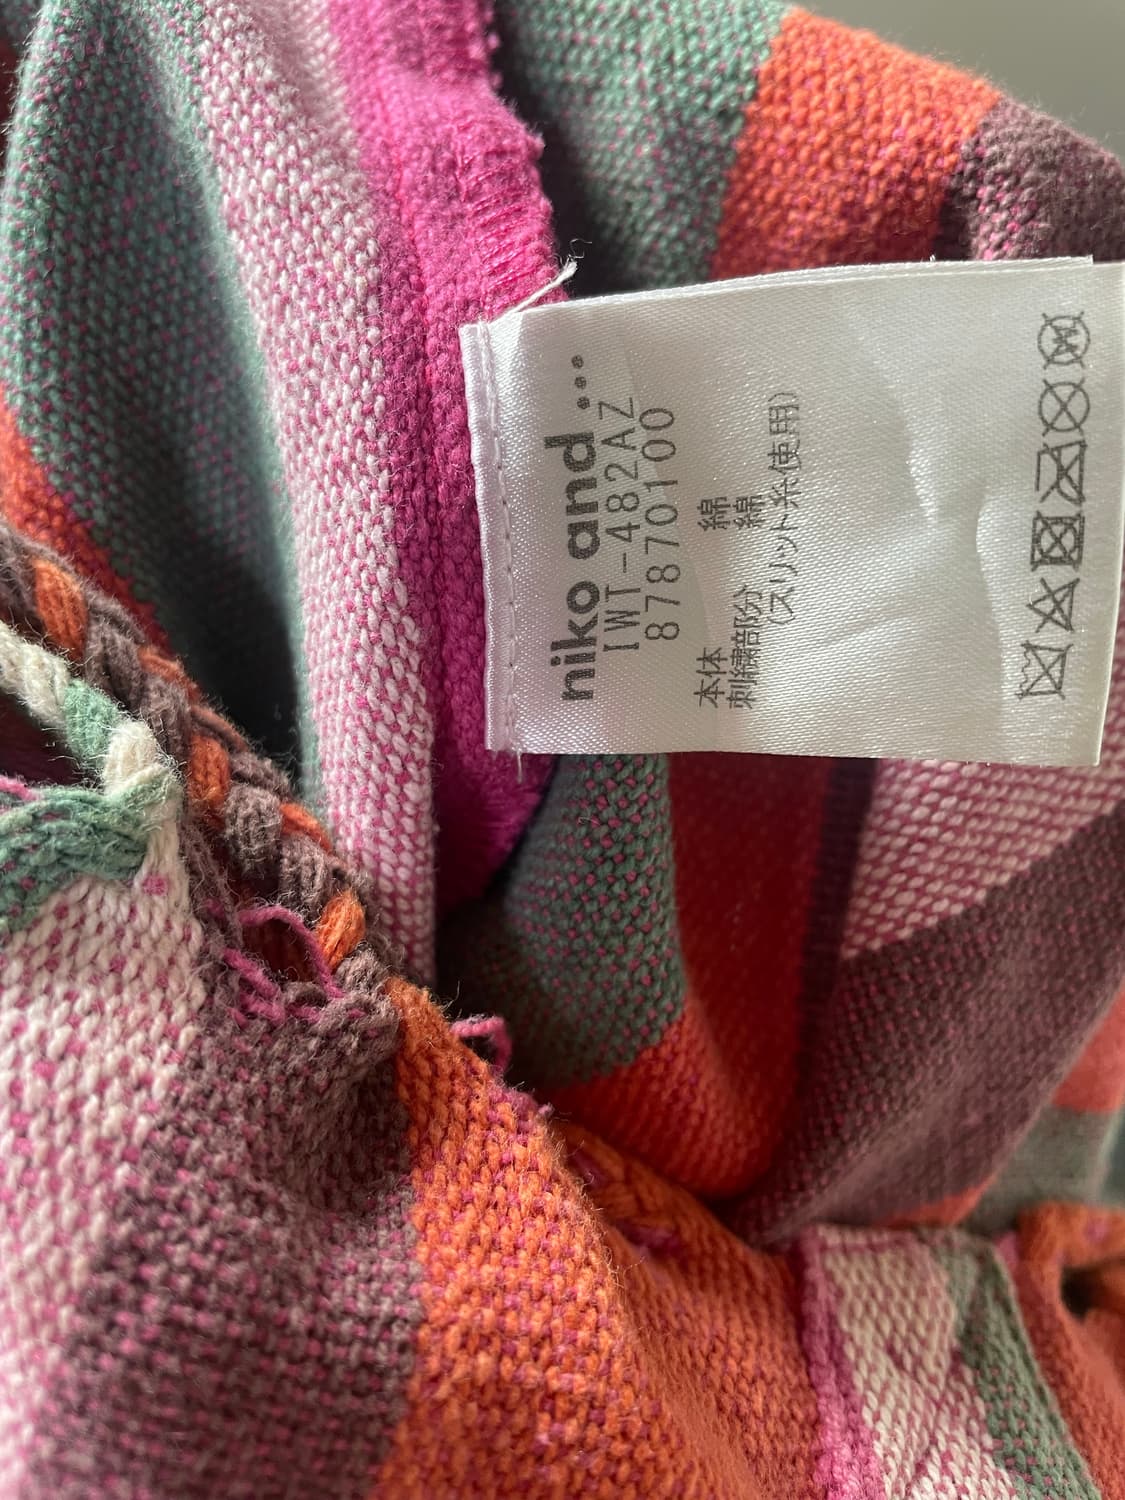 niko and ...
IWT-482AZ
87870100
本体 綿
刺繍部分 綿
(スリット糸使用)